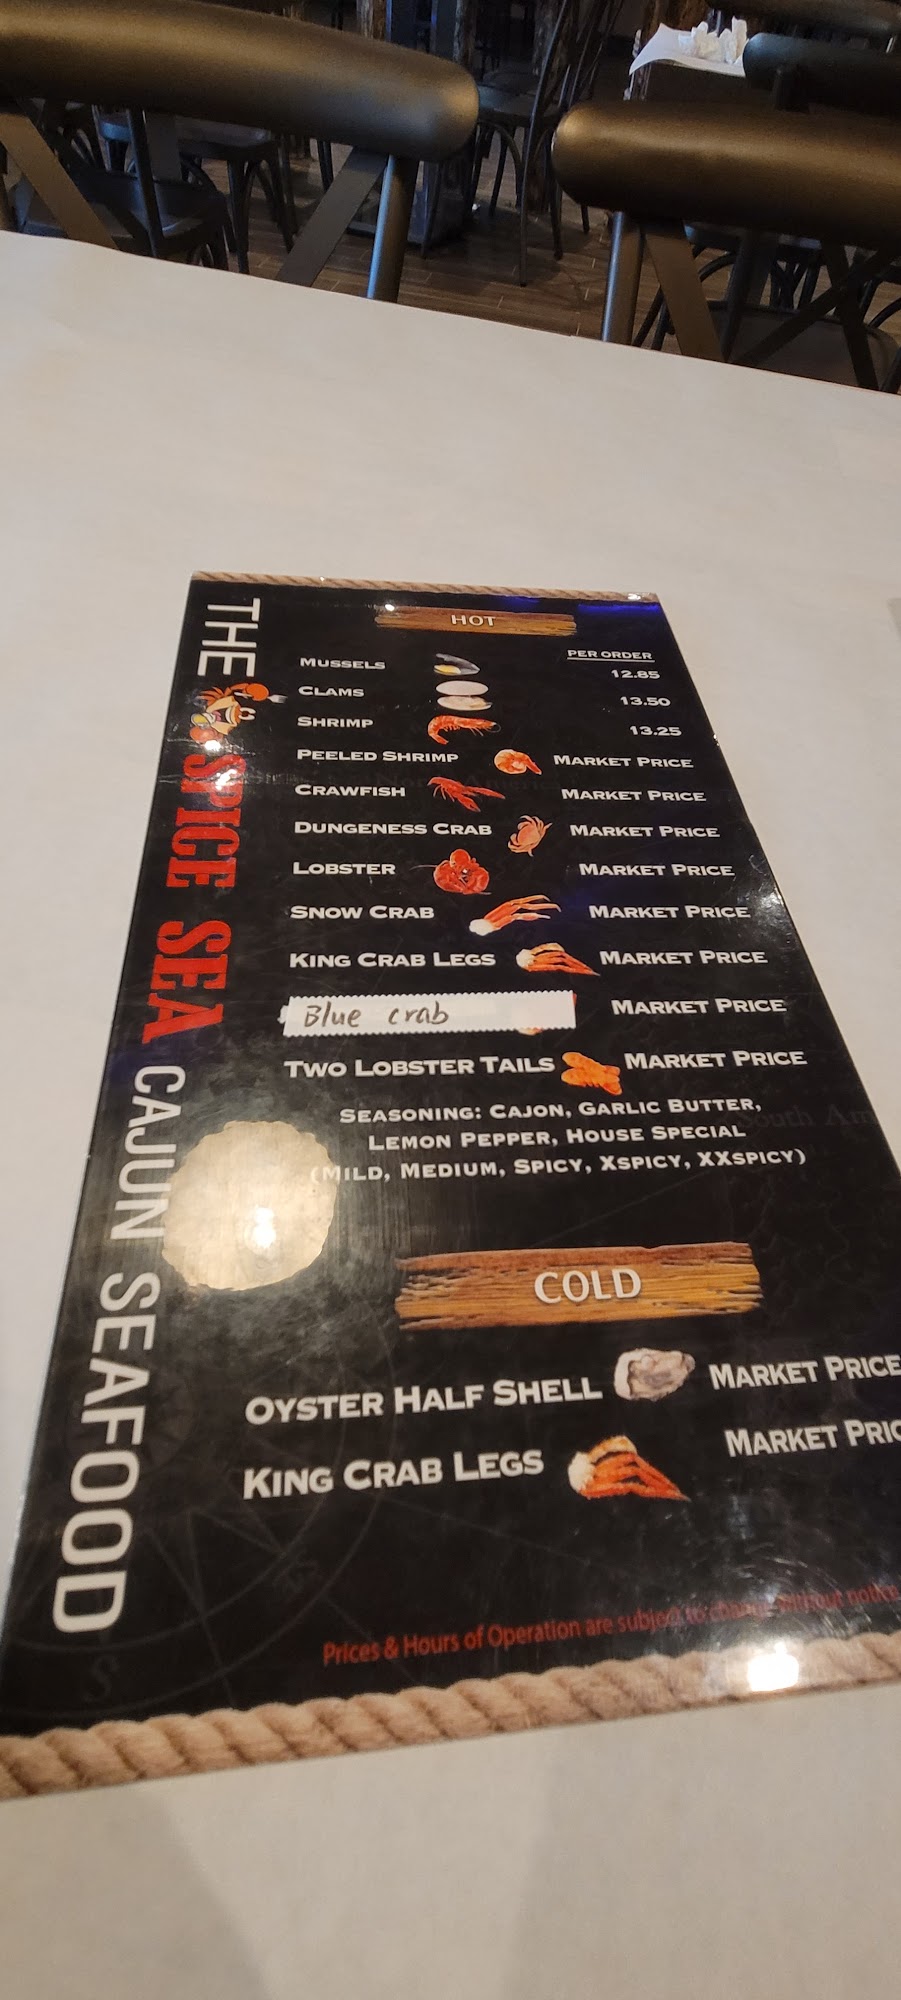 THE SPICE SEA CAJUN SEAFOOD
HOT
PER ORDER
MUSSELS 12.85
CLAMS 13.50
SHRIMP 13.25
PEELED SHRIMP MARKET PRICE
CRAWFISH MARKET PRICE
DUNGENESS CRAB MARKET PRICE
LOBSTER MARKET PRICE
SNOW CRAB MARKET PRICE
KING CRAB LEGS MARKET PRICE
Blue crab MARKET PRICE
TWO LOBSTER TAILS MARKET PRICE
SEASONING: CAJON, GARLIC BUTTER,
LEMON PEPPER, HOUSE SPECIAL
(MILD, MEDIUM, SPICY, XSPICY, XXSPICY)
COLD
OYSTER HALF SHELL MARKET PRICE
KING CRAB LEGS MARKET PRIC
Prices & Hours of Operation are subject to change without notice
S